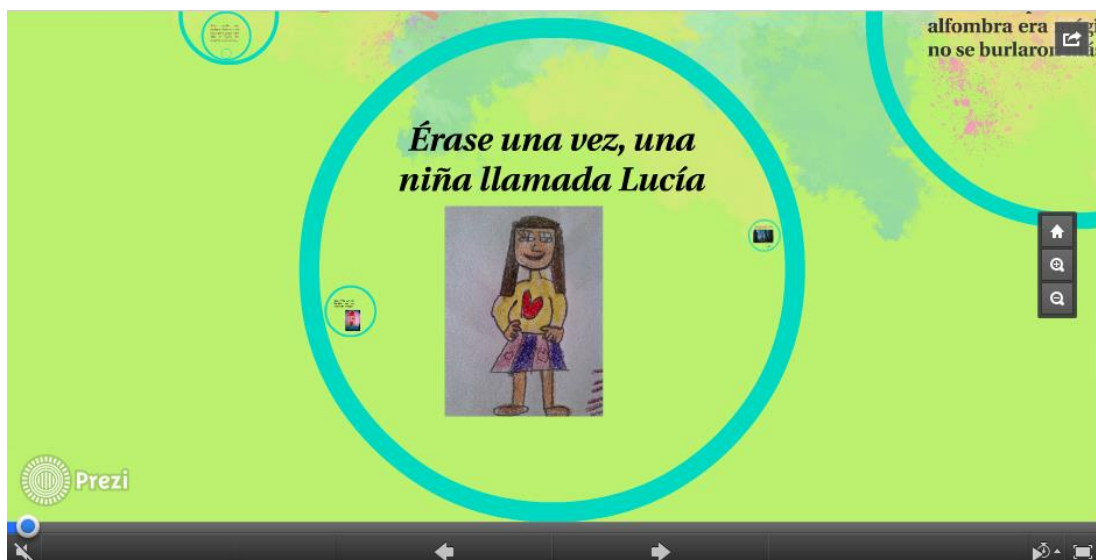 alfombra era
no se burlaron
Érase una vez, una
niña llamada Lucía
Prezi